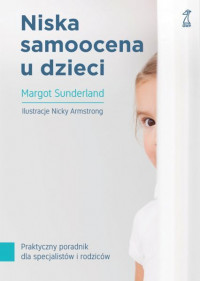 Niska
samoocena
u dzieci
Margot Sunderland
Ilustracje Nicky Armstrong
Praktyczny poradnik
dla specjalistów i rodziców